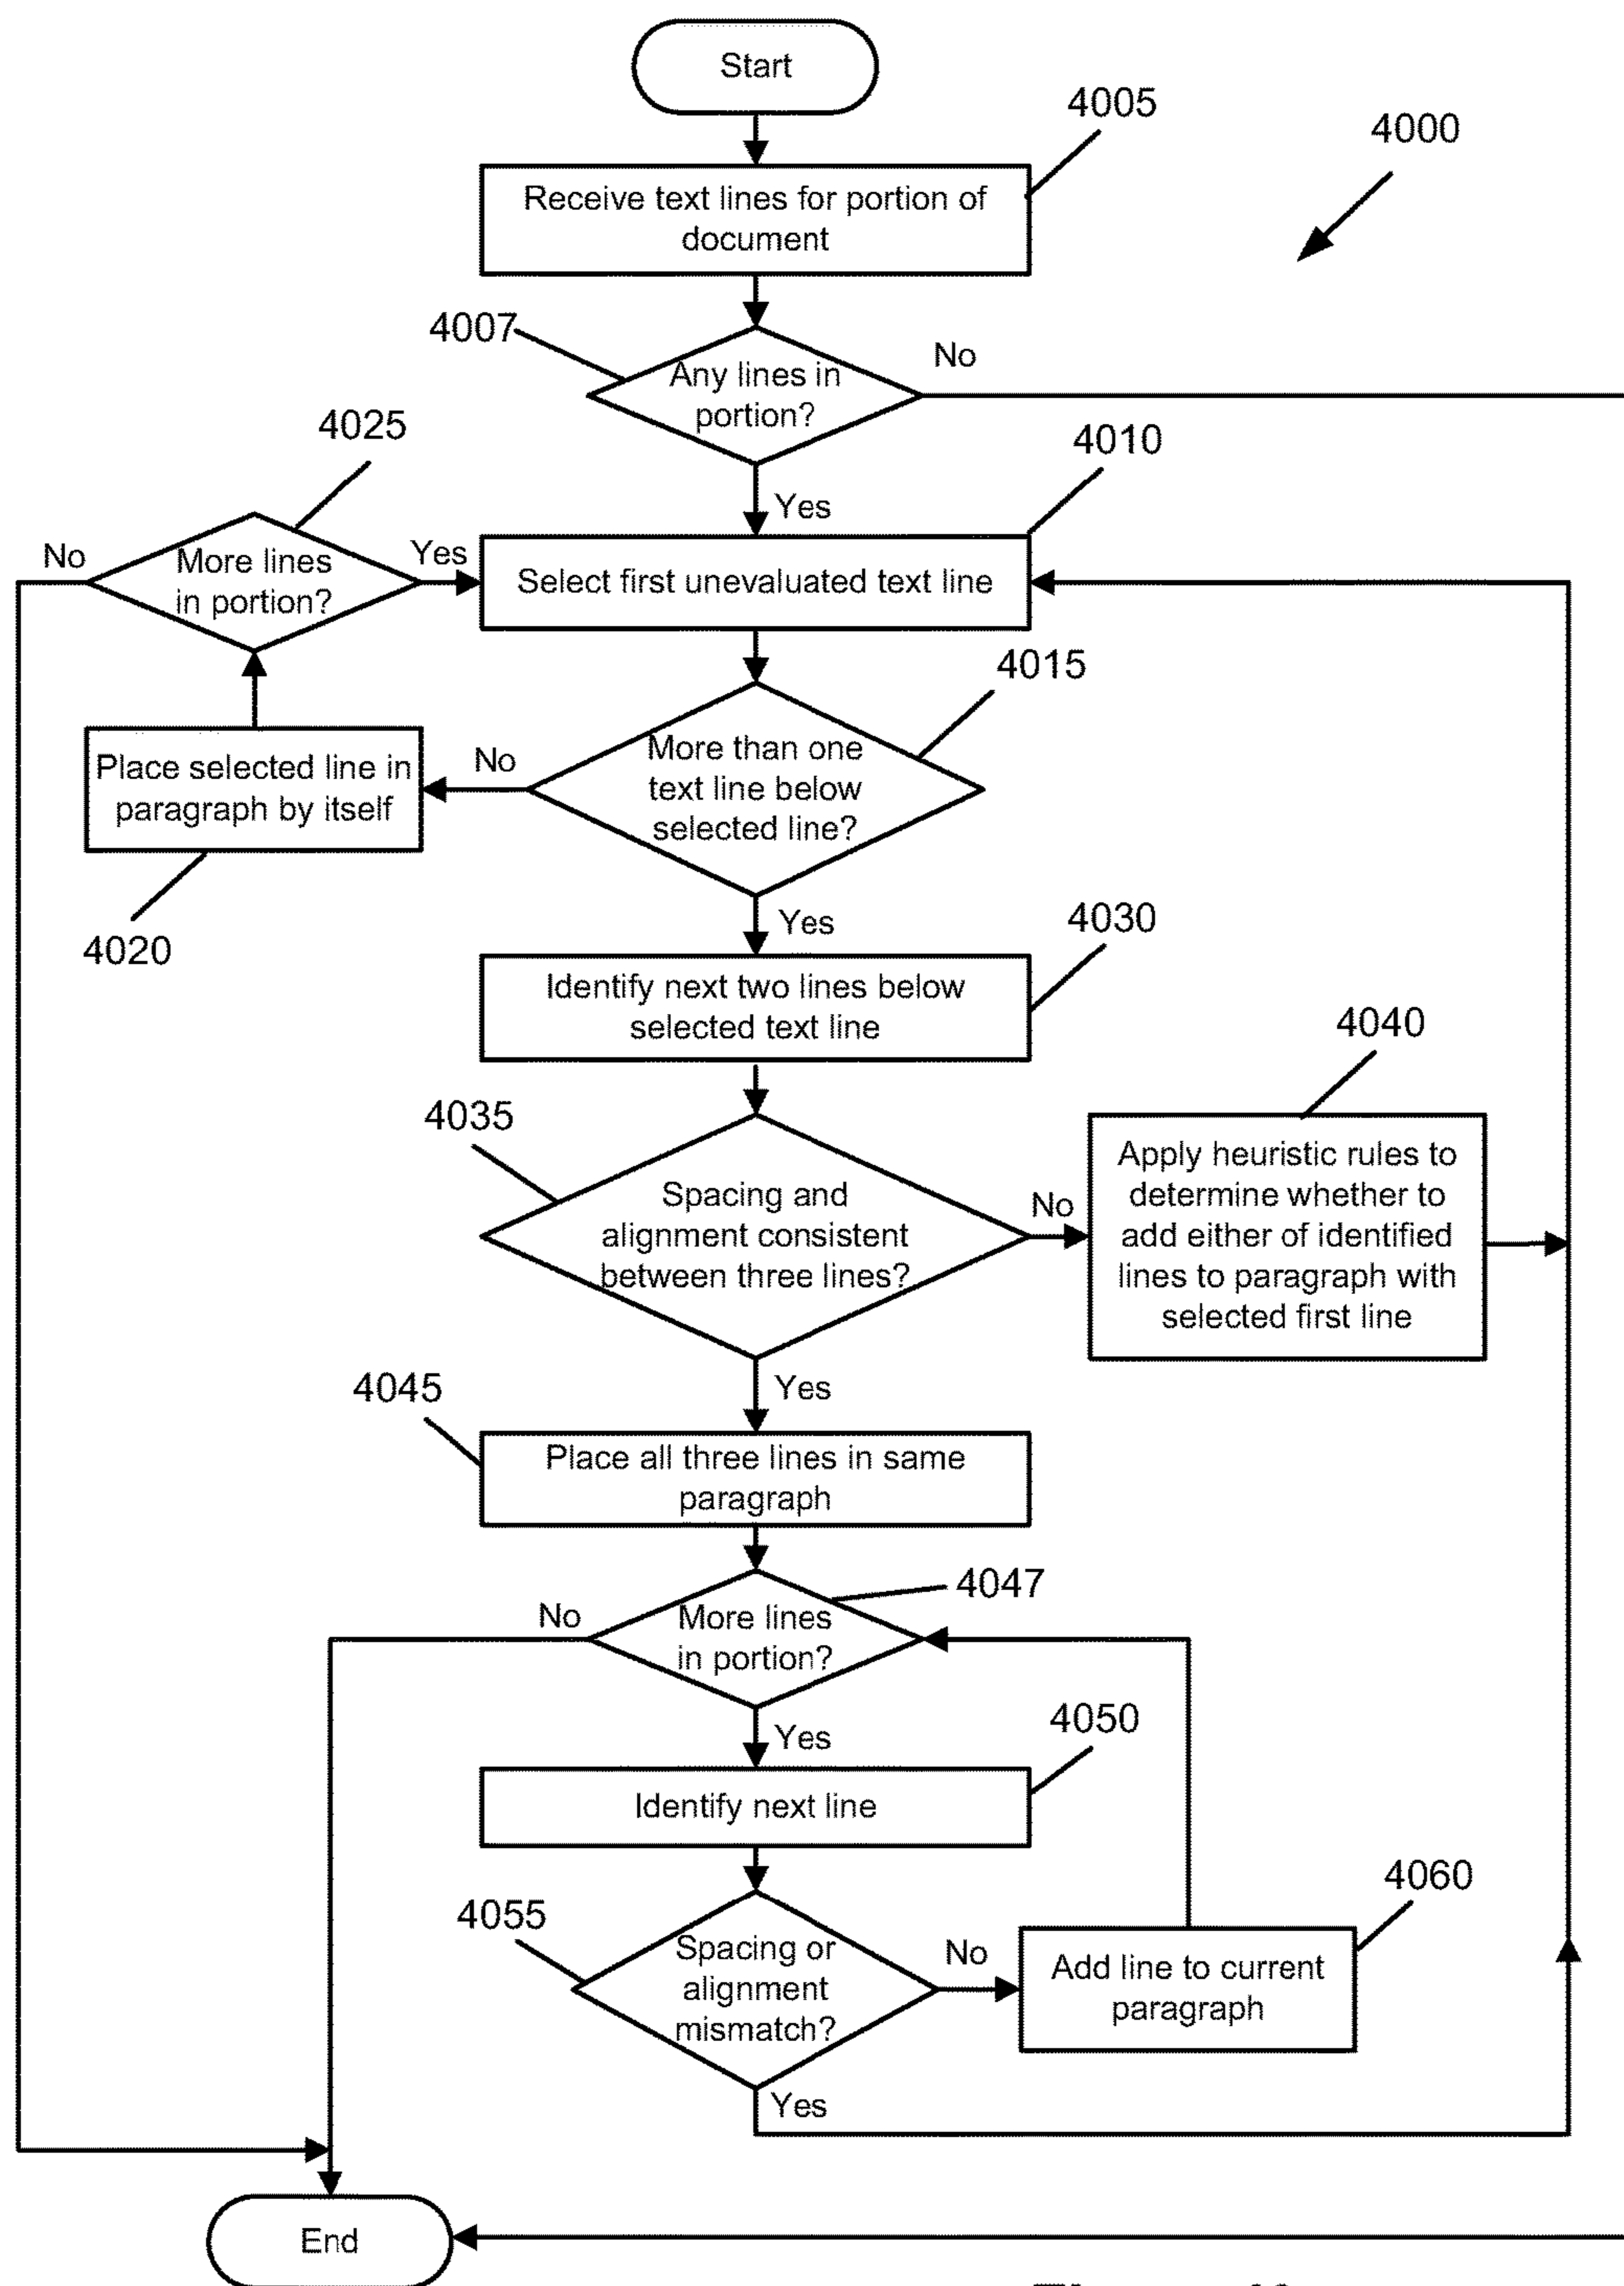 Start
4005
4000
Receive text lines for portion of
document
4007
Any lines in
portion?
No
4025
4010
Yes
No
More lines
in portion?
Yes
Select first unevaluated text line
4015
More than one
text line below
selected line?
No
Place selected line in
paragraph by itself
4020
Yes
4030
Identify next two lines below
selected text line
4040
4035
Spacing and
alignment consistent
between three lines?
No
Apply heuristic rules to
determine whether to
add either of identified
lines to paragraph with
selected first line
Yes
4045
Place all three lines in same
paragraph
4047
No
More lines
in portion?
Yes
4050
Identify next line
4055
4060
Spacing or
alignment
mismatch?
No
Add line to current
paragraph
Yes
End